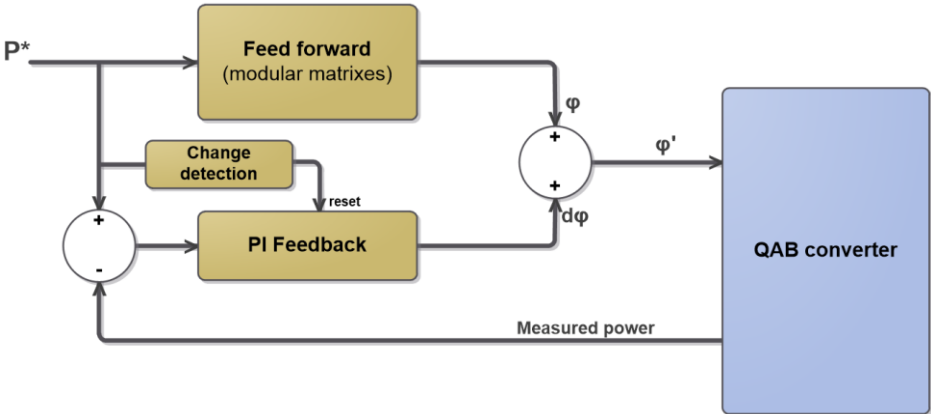 P*
Feed forward
(modular matrixes)
φ
+
φ'
Change
detection
reset
+
dφ
+
PI Feedback
QAB converter
-
Measured power